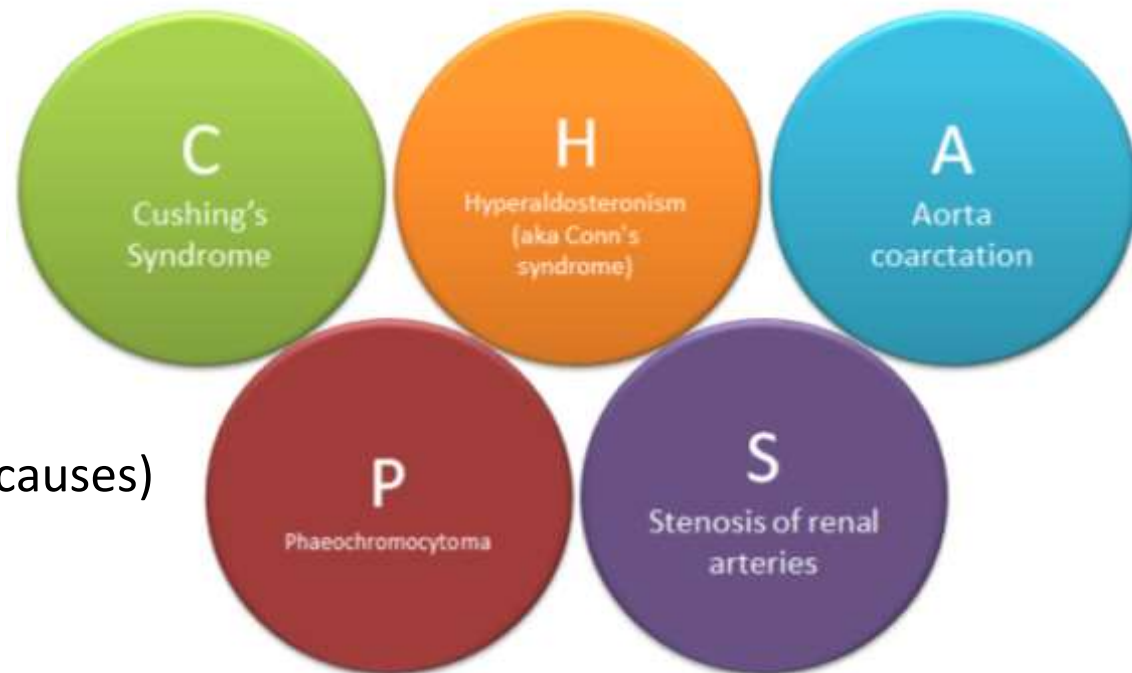 C
Cushing's
Syndrome
H
Hyperaldosteronism
(aka Conn's
syndrome)
A
Aorta
coarctation
causes)
P
Phaeochromocytoma
S
Stenosis of renal
arteries